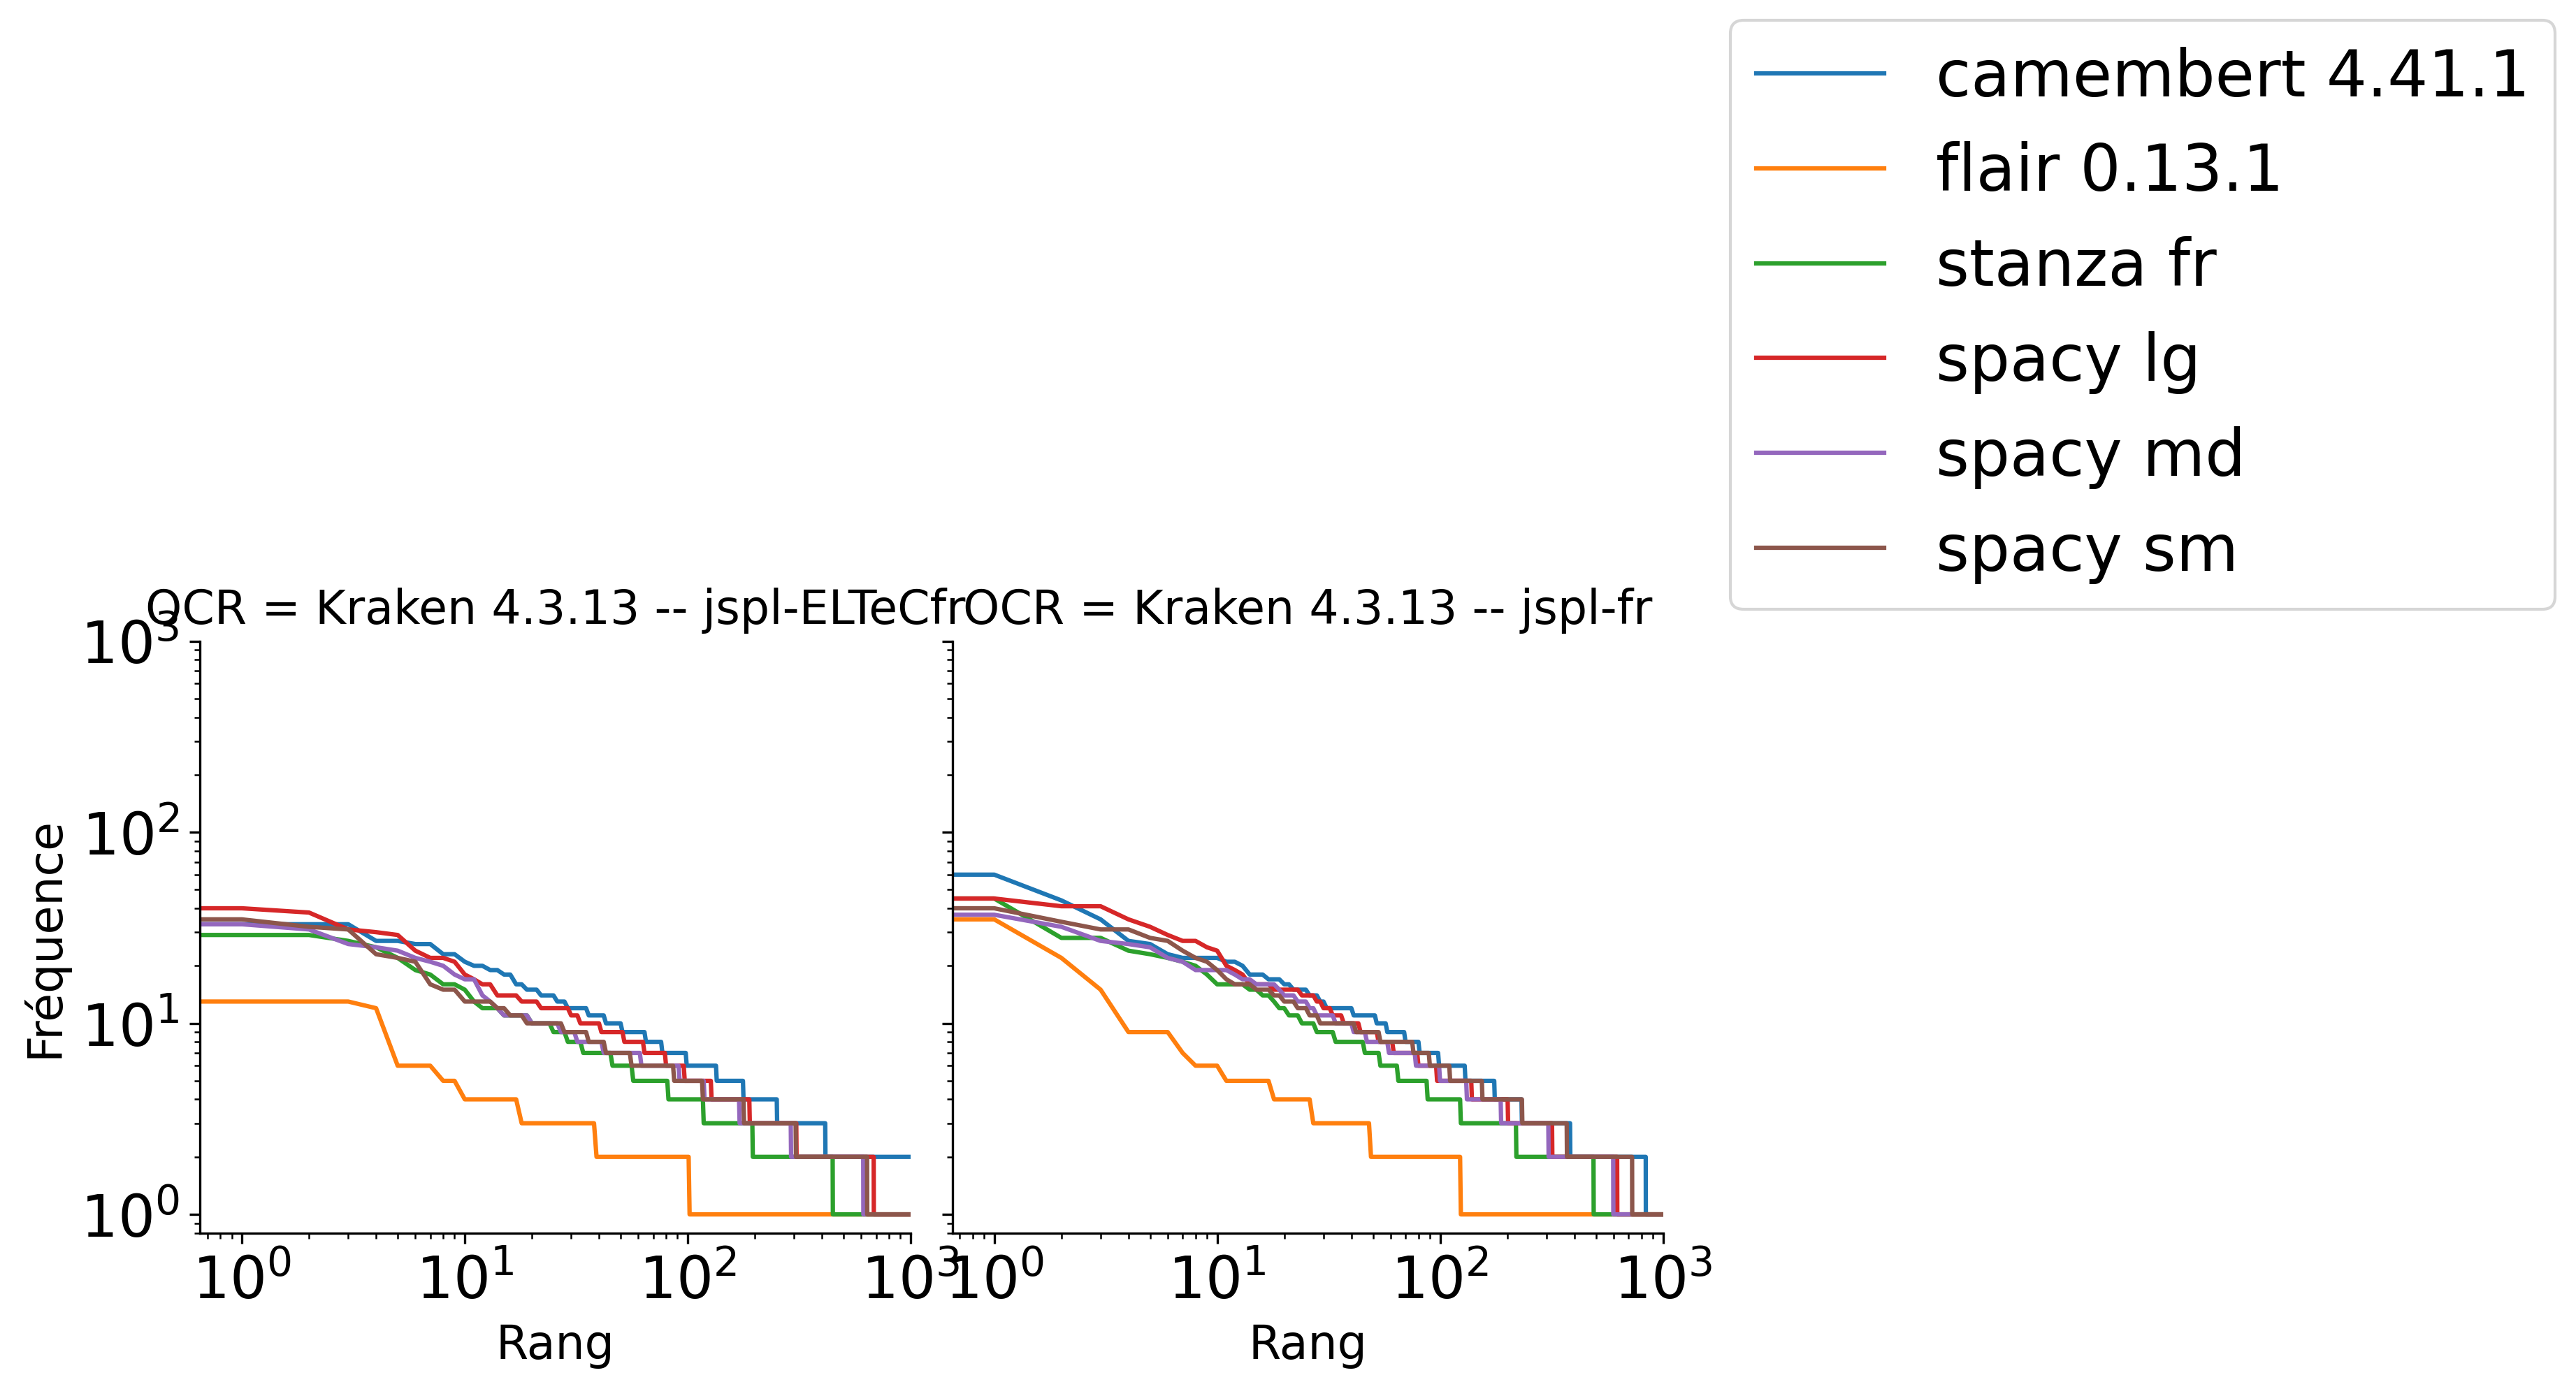 camembert 4.41.1
flair 0.13.1
stanza fr
spacy lg
spacy md
spacy sm
OCR = Kraken 4.3.13 -- jspl-ELTeCfr
OCR = Kraken 4.3.13 -- jspl-fr
Fréquence
10³
10²
10¹
10⁰
10⁰ 10¹ 10² 10³
10⁰ 10¹ 10² 10³
Rang
Rang